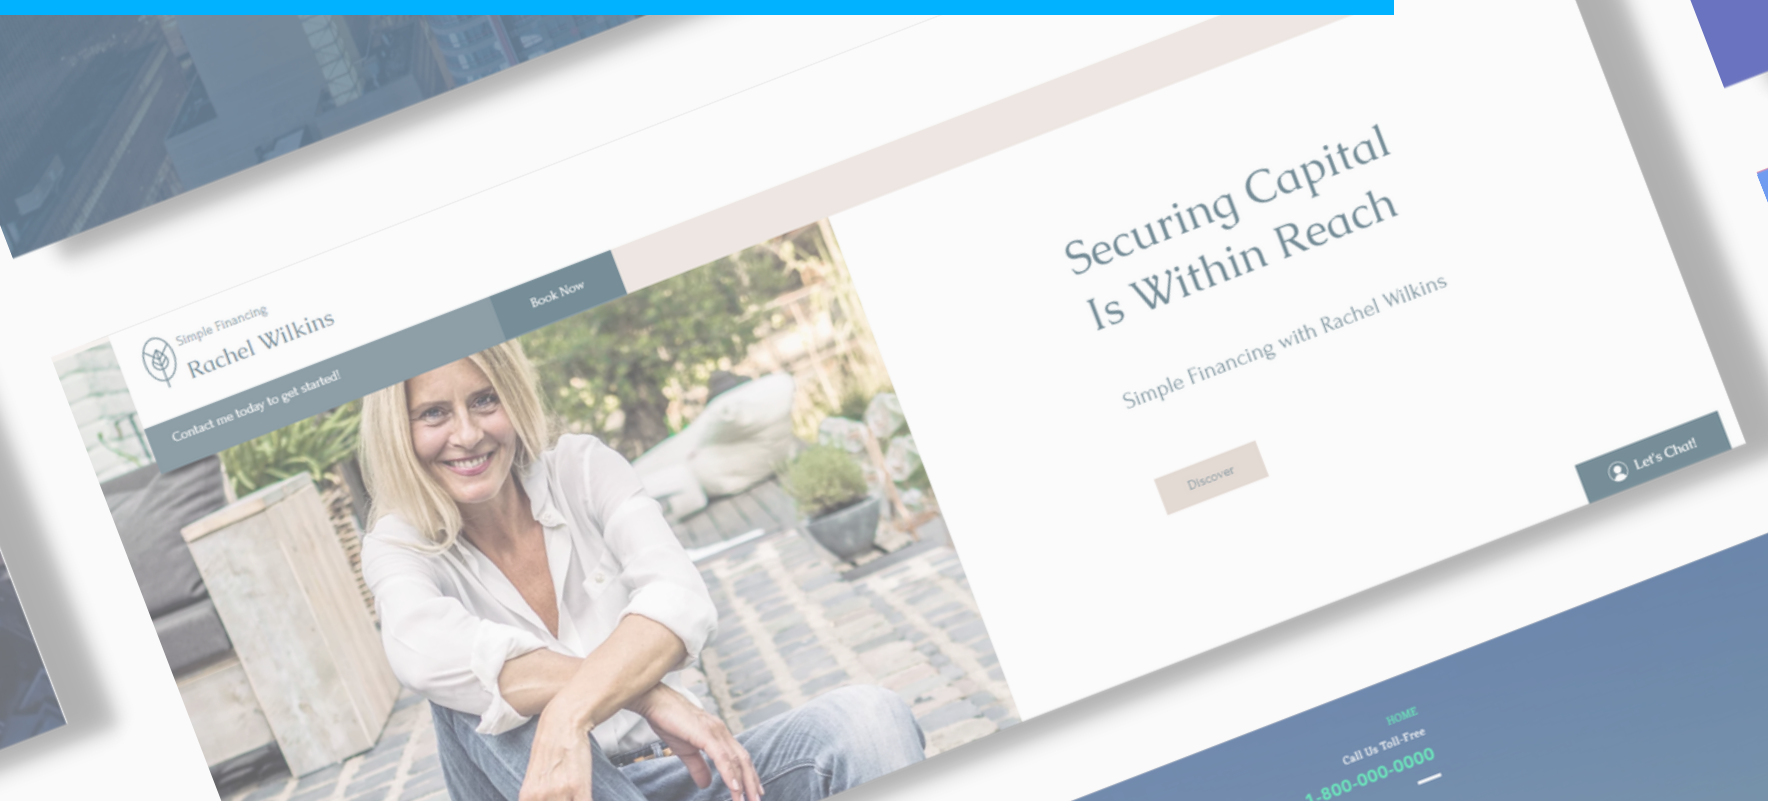 Simple Financing
Rachel Wilkins
Contact me today to get started!
Book Now
Securing Capital
Is Within Reach
Simple Financing with Rachel Wilkins
Discover
Let's Chat!
HOME
Call Us Toll-Free
1-800-000-0000